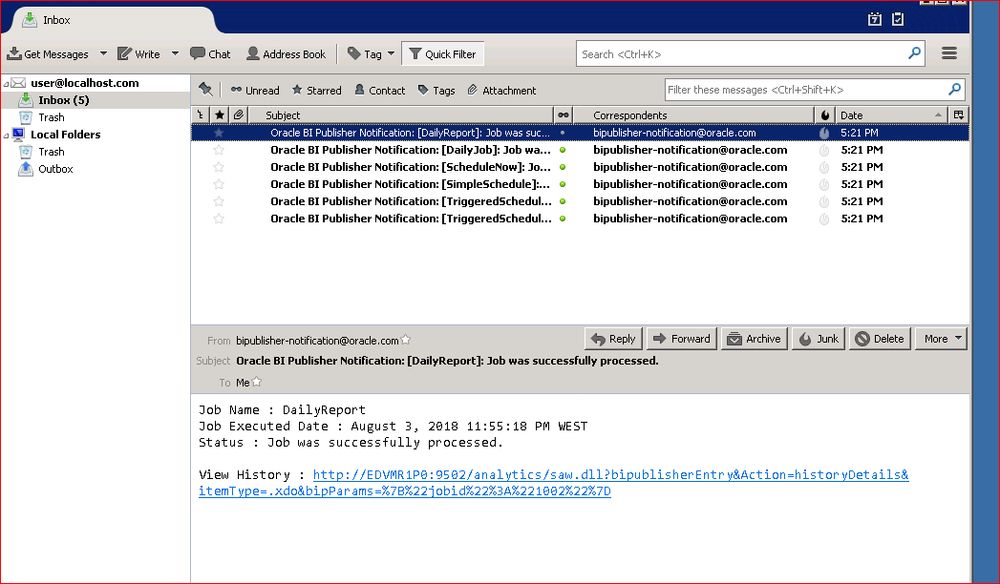 Inbox
Get Messages Write Chat Address Book Tag Quick Filter Search <Ctrl+K>
user@localhost.com
Inbox (5)
Trash
Local Folders
Trash
Outbox
Unread Starred Contact Tags Attachment Filter these messages <Ctrl+Shift+K>
Subject Correspondents Date
Oracle BI Publisher Notification: [DailyReport]: Job was suc... bipublisher-notification@oracle.com 5:21 PM
Oracle BI Publisher Notification: [DailyJob]: Job wa... bipublisher-notification@oracle.com 5:21 PM
Oracle BI Publisher Notification: [ScheduleNow]: Jo... bipublisher-notification@oracle.com 5:21 PM
Oracle BI Publisher Notification: [SimpleSchedule]:... bipublisher-notification@oracle.com 5:21 PM
Oracle BI Publisher Notification: [TriggeredSchedul... bipublisher-notification@oracle.com 5:21 PM
Oracle BI Publisher Notification: [TriggeredSchedul... bipublisher-notification@oracle.com 5:21 PM
From bipublisher-notification@oracle.com Reply Forward Archive Junk Delete More
Subject Oracle BI Publisher Notification: [DailyReport]: Job was successfully processed.
To Me
Job Name : DailyReport
Job Executed Date : August 3, 2018 11:55:18 PM WEST
Status : Job was successfully processed.
View History : http://EDVMR1P0:9502/analytics/saw.dll?bipublisherEntry&Action=historyDetails&
itemType=.xdo&bipParams=%7B%22jobid%22%3A%221002%22%7D